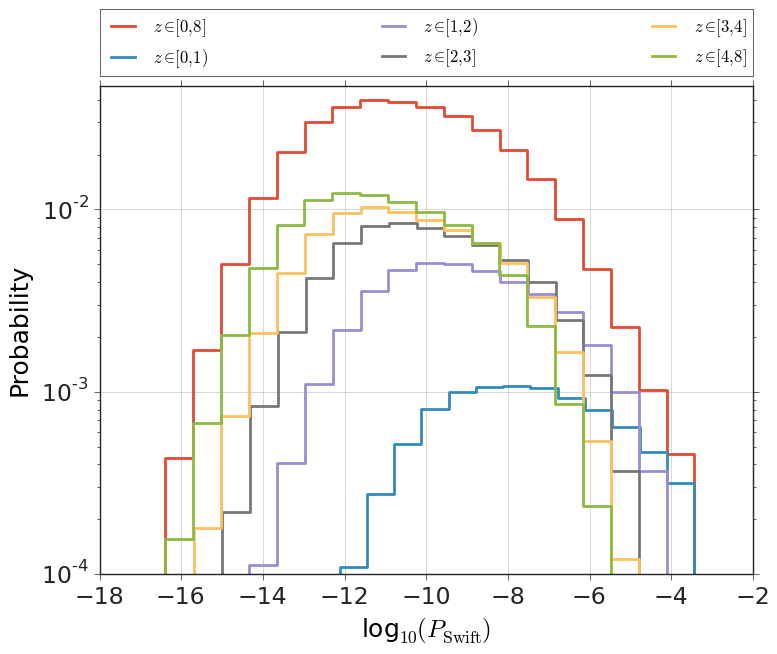 z∈[0,8] z∈[1,2) z∈[3,4]
z∈[0,1) z∈[2,3] z∈[4,8]
10⁻²
10⁻³
10⁻⁴
Probability
−18 −16 −14 −12 −10 −8 −6 −4 −2
log₁₀(P_Swift)